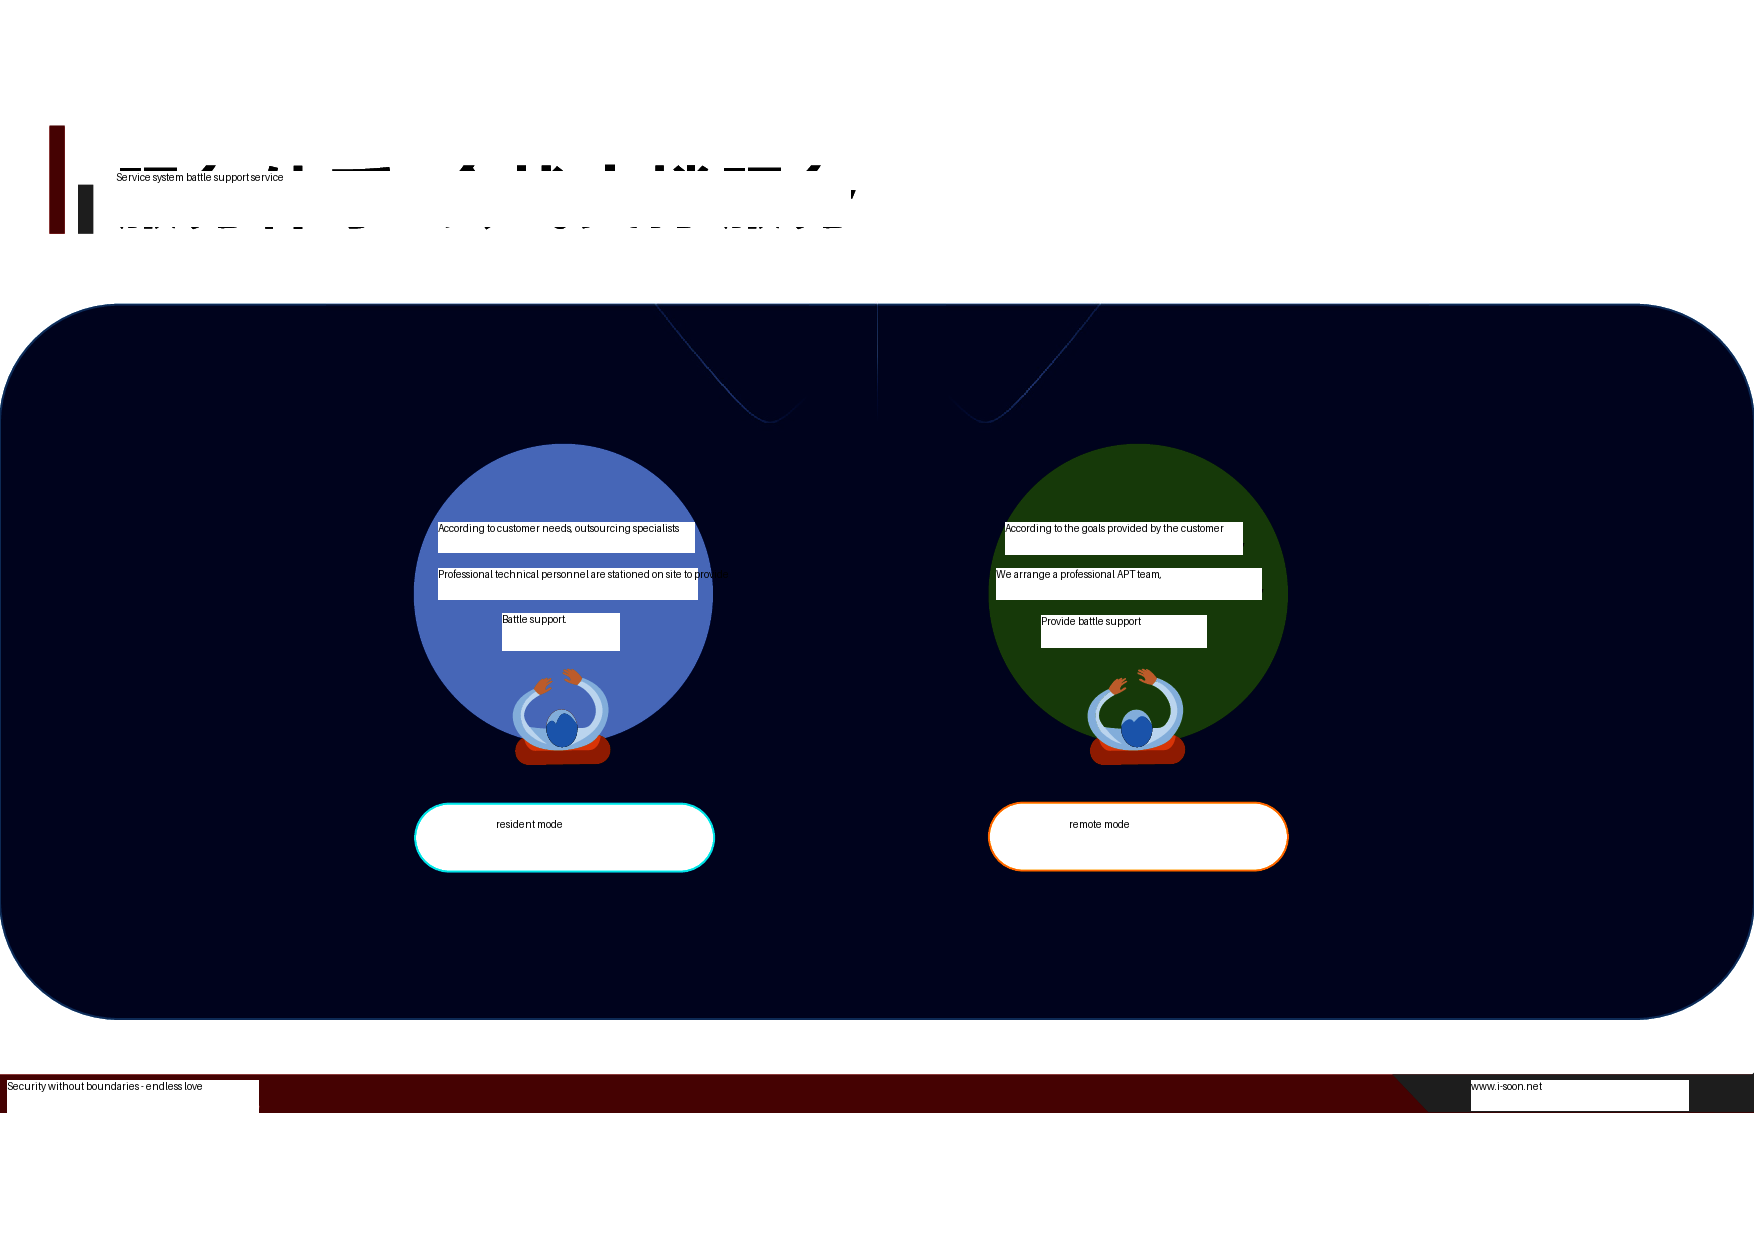 Service system battle support service
According to customer needs, outsourcing specialists
Professional technical personnel are stationed on site to
Battle support.
According to the goals provided by the customer
We arrange a professional APT team,
Provide battle support
resident mode
remote mode
Security without boundaries - endless love
www.i-soon.net